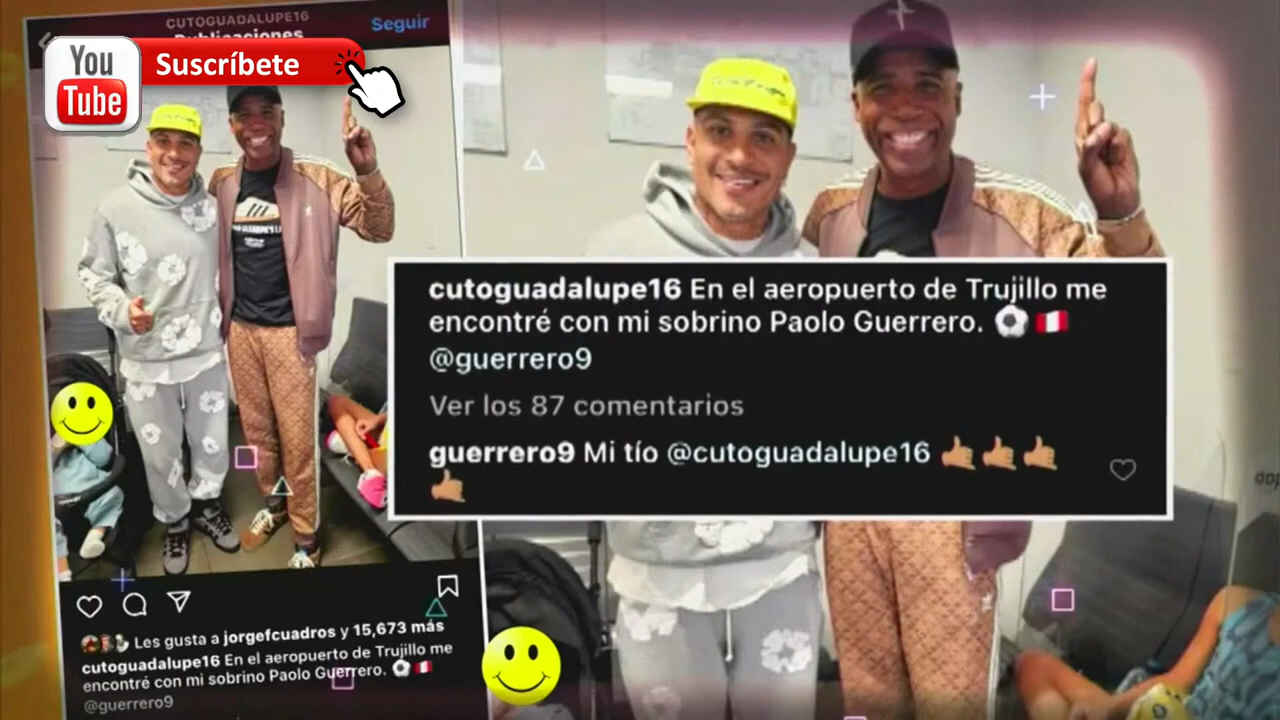 CUTOGUADALUPE16
Publicaciones
Seguir
You
Tube
Suscríbete
cutoguadalupe16 En el aeropuerto de Trujillo me
encontré con mi sobrino Paolo Guerrero. ⚽🇵🇪
@guerrero9
Ver los 87 comentarios
guerrero9 Mi tío @cutoguadalupe16 🤙🏽🤙🏽🤙🏽
🤙🏽
Les gusta a jorgefcuadros y 15,673 más
cutoguadalupe16 En el aeropuerto de Trujillo me
encontré con mi sobrino Paolo Guerrero. ⚽🇵🇪
@guerrero9